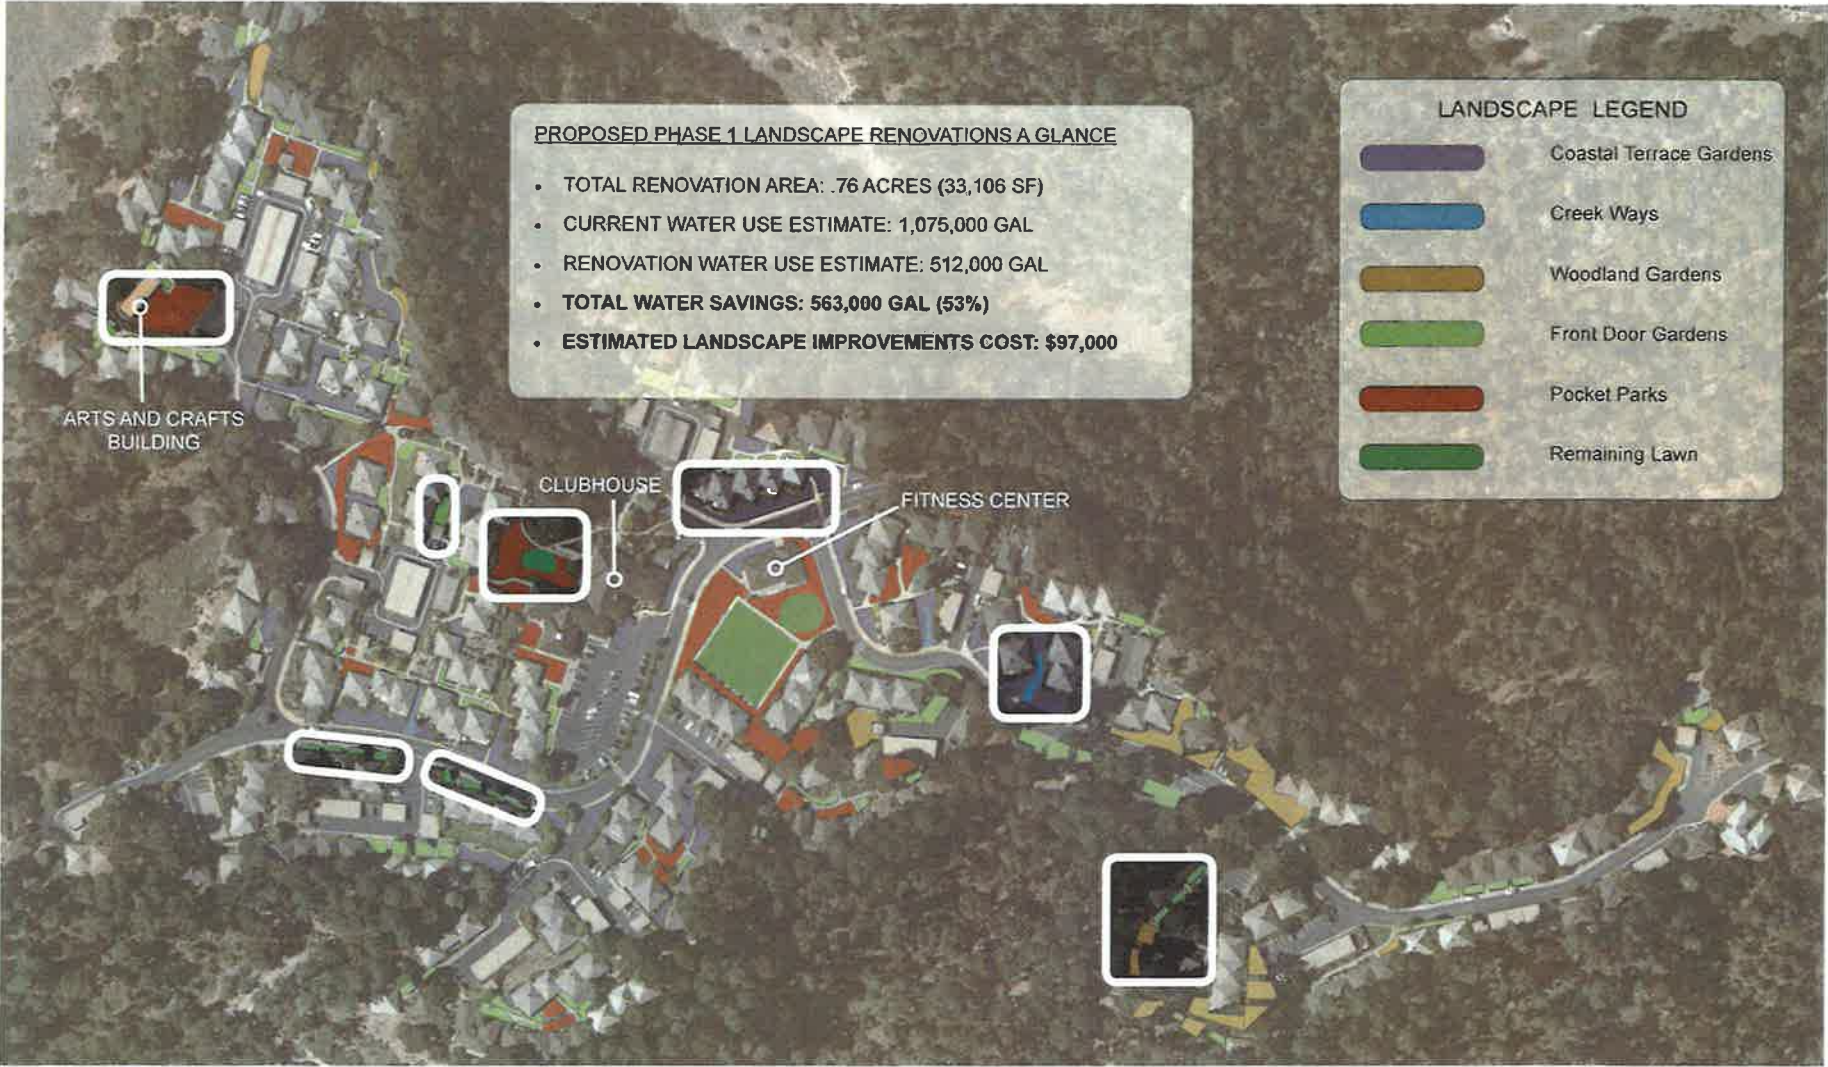 PROPOSED PHASE 1 LANDSCAPE RENOVATIONS A GLANCE
• TOTAL RENOVATION AREA: .76 ACRES (33,106 SF)
• CURRENT WATER USE ESTIMATE: 1,075,000 GAL
• RENOVATION WATER USE ESTIMATE: 512,000 GAL
• TOTAL WATER SAVINGS: 563,000 GAL (53%)
• ESTIMATED LANDSCAPE IMPROVEMENTS COST: $97,000
LANDSCAPE LEGEND
Coastal Terrace Gardens
Creek Ways
Woodland Gardens
Front Door Gardens
Pocket Parks
Remaining Lawn
ARTS AND CRAFTS
BUILDING
CLUBHOUSE
FITNESS CENTER